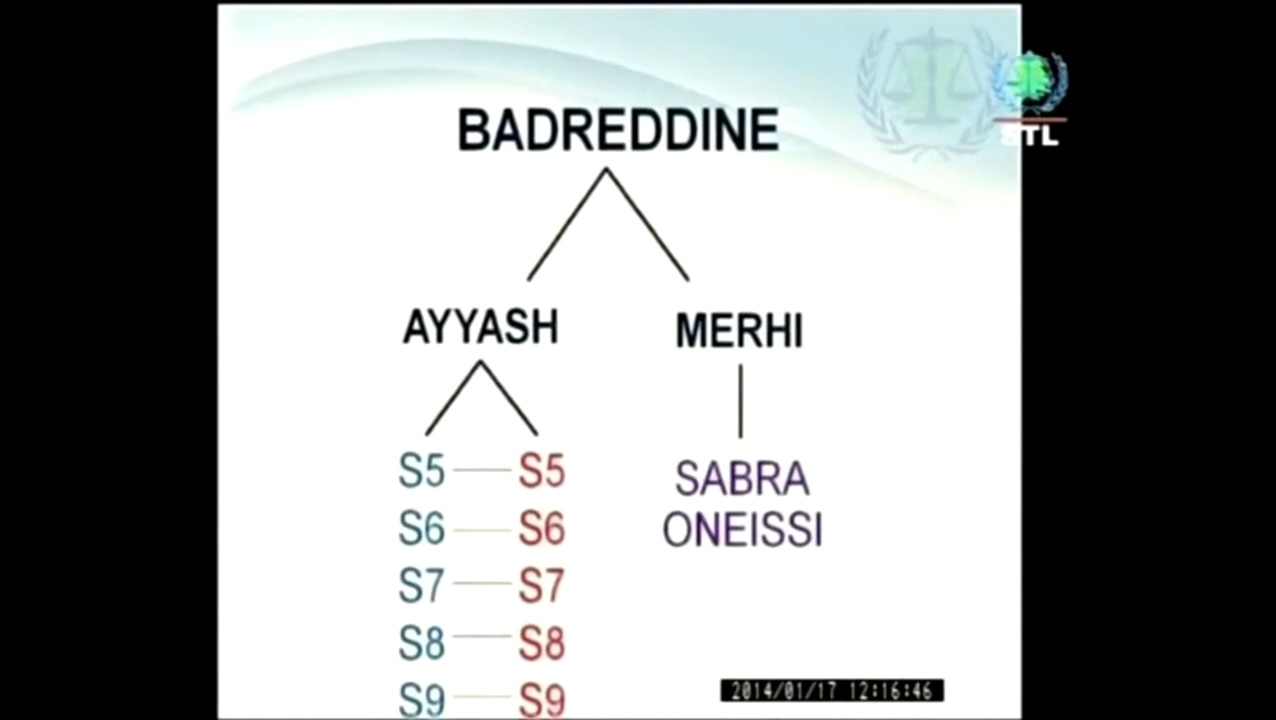 BADREDDINE
STL
AYYASH MERHI
S5 S5
S6 S6
S7 S7
S8 S8
S9 S9
SABRA
ONEISSI
2014/01/17 12:16:46